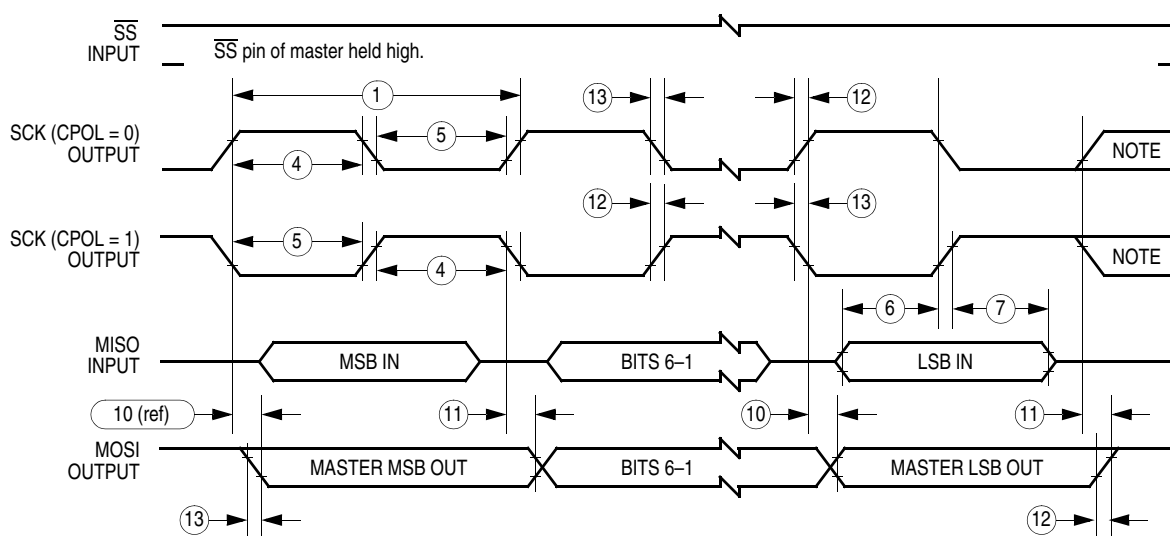 SS
INPUT
SS pin of master held high.
1
13
12
SCK (CPOL = 0)
OUTPUT
5
4
NOTE
12
13
SCK (CPOL = 1)
OUTPUT
5
4
NOTE
6
7
MISO
INPUT
MSB IN
BITS 6–1
LSB IN
10 (ref)
11
10
11
MOSI
OUTPUT
MASTER MSB OUT
BITS 6–1
MASTER LSB OUT
13
12